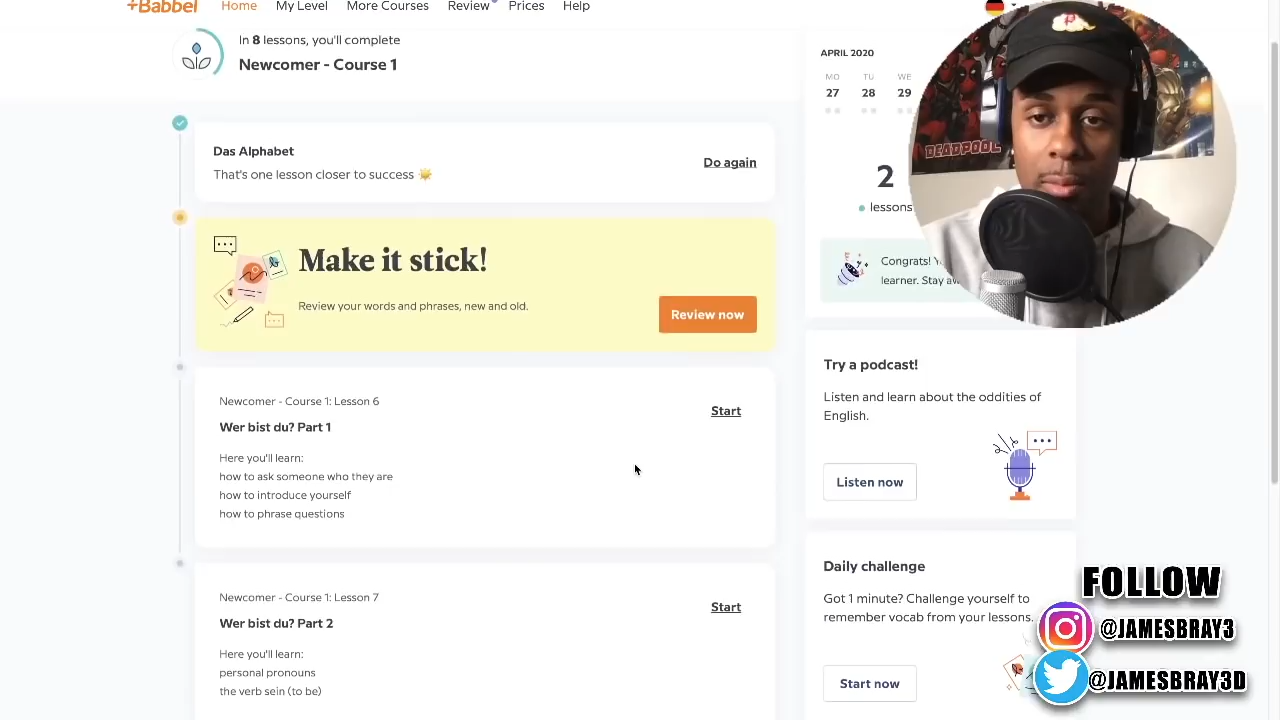 +Babbel
Home
My Level
More Courses
Review
Prices
Help
In 8 lessons, you'll complete
Newcomer - Course 1
Das Alphabet
That's one lesson closer to success
Do again
Make it stick!
Review your words and phrases, new and old.
Review now
Newcomer - Course 1: Lesson 6
Wer bist du? Part 1
Start
Here you'll learn:
how to ask someone who they are
how to introduce yourself
how to phrase questions
Newcomer - Course 1: Lesson 7
Wer bist du? Part 2
Start
Here you'll learn:
personal pronouns
the verb sein (to be)
APRIL 2020
MO TU WE
27 28 29
2
lessons
Congrats!
learner. Stay
DEADPOOL
Try a podcast!
Listen and learn about the oddities of
English.
Listen now
Daily challenge
Got 1 minute? Challenge yourself to
remember vocab from your lessons.
Start now
FOLLOW
@JAMESBRAY3
@JAMESBRAY3D